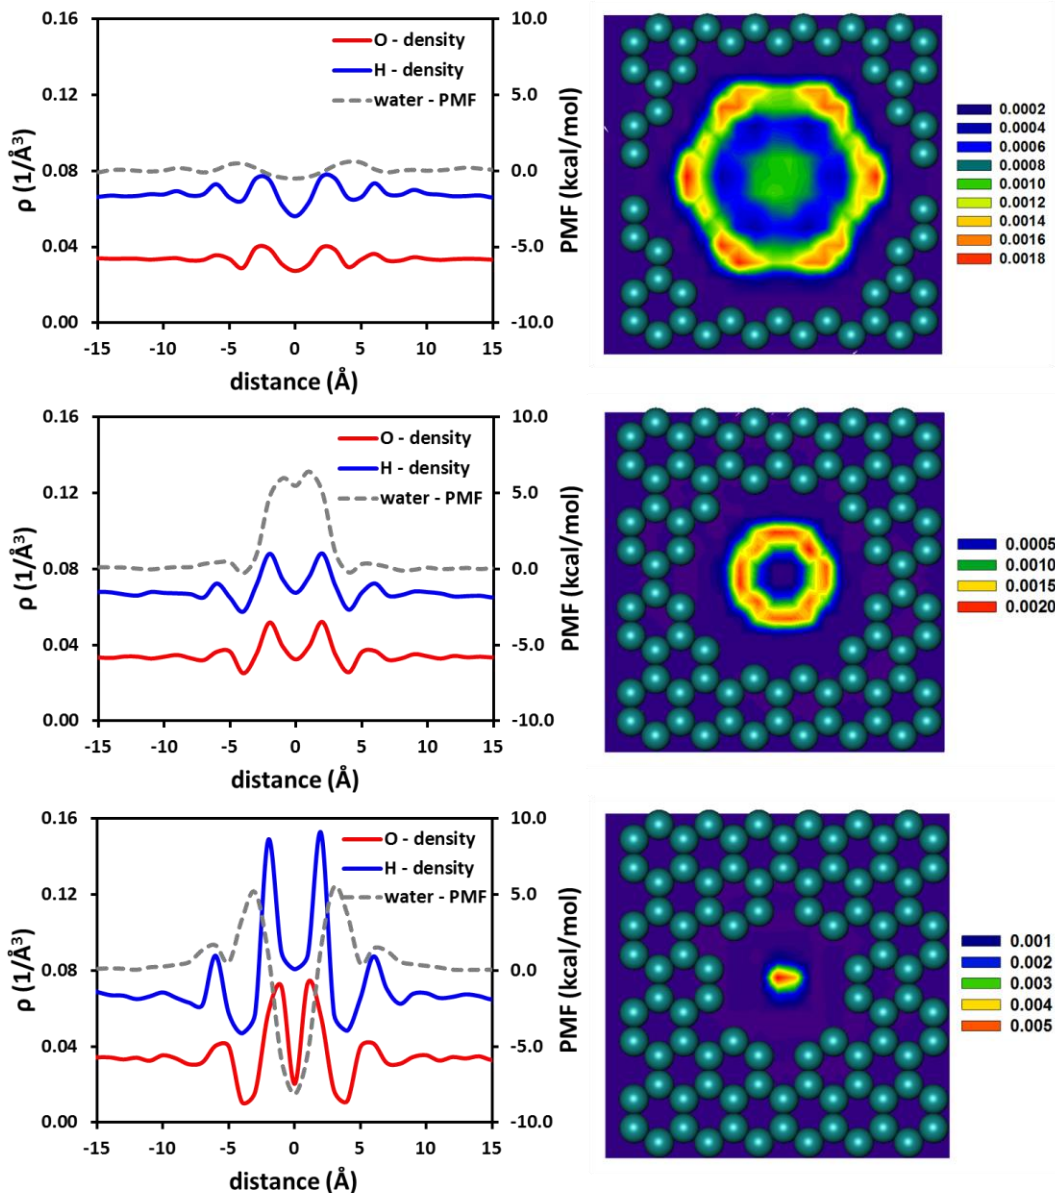 0.16
0.12
0.08
0.04
0.00
ρ (1/Å³)
O - density
H - density
water - PMF
10.0
5.0
0.0
-5.0
-10.0
PMF (kcal/mol)
-15 -10 -5 0 5 10 15
distance (Å)
0.0002
0.0004
0.0006
0.0008
0.0010
0.0012
0.0014
0.0016
0.0018
0.16
0.12
0.08
0.04
0.00
ρ (1/Å³)
O - density
H - density
water - PMF
10.0
5.0
0.0
-5.0
-10.0
PMF (kcal/mol)
-15 -10 -5 0 5 10 15
distance (Å)
0.0005
0.0010
0.0015
0.0020
0.16
0.12
0.08
0.04
0.00
ρ (1/Å³)
O - density
H - density
water - PMF
10.0
5.0
0.0
-5.0
-10.0
PMF (kcal/mol)
-15 -10 -5 0 5 10 15
distance (Å)
0.001
0.002
0.003
0.004
0.005